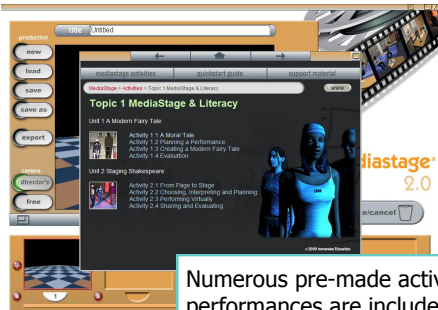 production
title Untitled
new
load
save
save as
export
camera
director's
free
mediastage activities quickstart guide support material
MediaStage > Activities > Topic 1 MediaStage & Literacy www
Topic 1 MediaStage & Literacy
Unit 1 A Modern Fairy Tale
Activity 1.1 A Moral Tale
Activity 1.2 Planning a Performance
Activity 1.3 Creating a Modern Fairy Tale
Activity 1.4 Evaluation
Unit 2 Staging Shakespeare
Activity 2.1 From Page to Stage
Activity 2.2 Choosing, Interpreting and Planning
Activity 2.3 Performing Virtually
Activity 2.4 Sharing and Evaluating
diastage
2.0
e/cancel
1
Numerous pre-made activ
performances are include